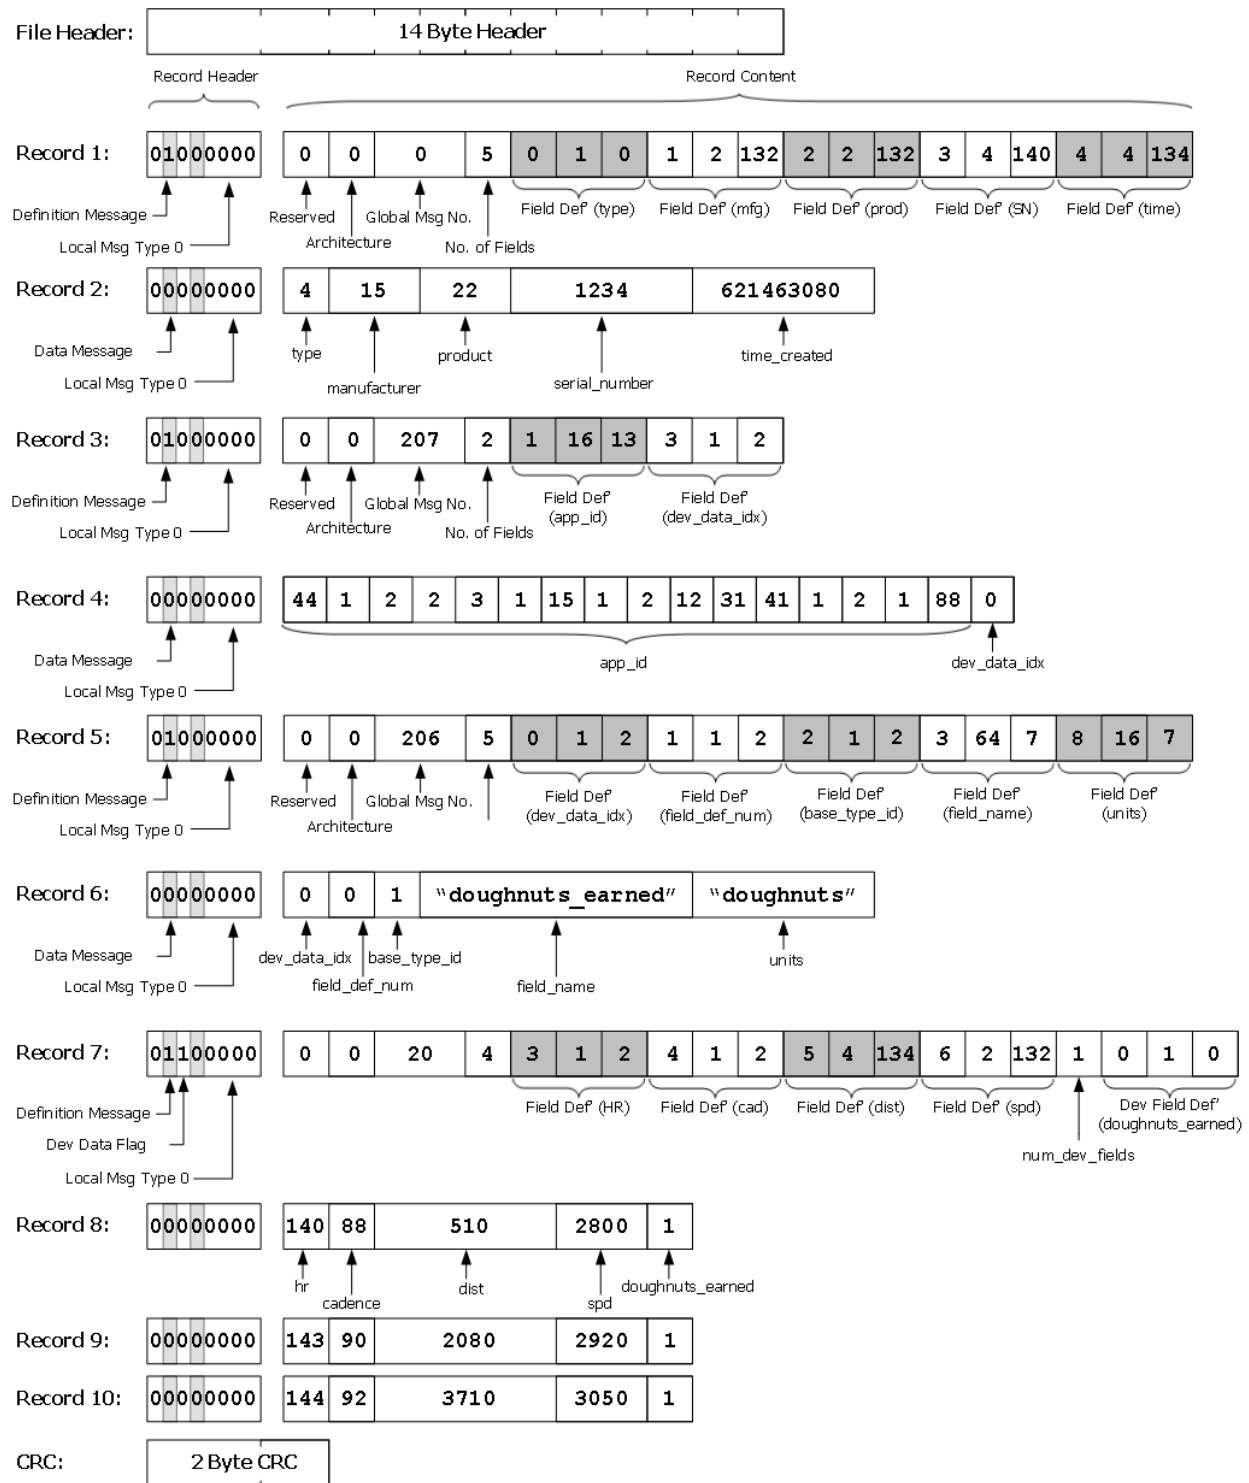 File Header: 14 Byte Header
Record Header Record Content
Record 1: 01000000 0 0 0 5 0 1 0 1 2 132 2 2 132 3 4 140 4 4 134
Definition Message Reserved Global Msg No. Field Def' (type) Field Def' (mfg) Field Def' (prod) Field Def' (SN) Field Def' (time)
Local Msg Type 0 Architecture No. of Fields
Record 2: 00000000 4 15 22 1234 621463080
Data Message type product time_created
Local Msg Type 0 manufacturer serial_number
Record 3: 01000000 0 0 207 2 1 16 13 3 1 2
Definition Message Reserved Global Msg No. Field Def' Field Def'
(app_id) (dev_data_idx)
Local Msg Type 0 Architecture No. of Fields
Record 4: 00000000 44 1 2 2 3 1 15 1 2 12 31 41 1 2 1 88 0
Data Message app_id dev_data_idx
Local Msg Type 0
Record 5: 01000000 0 0 206 5 0 1 2 1 1 2 2 1 2 3 64 7 8 16 7
Definition Message Reserved Global Msg No. Field Def' Field Def' Field Def' Field Def' Field Def'
(dev_data_idx) (field_def_num) (base_type_id) (field_name) (units)
Local Msg Type 0 Architecture
Record 6: 00000000 0 0 1 “doughnuts_earned” “doughnuts”
Data Message dev_data_idx base_type_id units
Local Msg Type 0 field_def_num field_name
Record 7: 01100000 0 0 20 4 3 1 2 4 1 2 5 4 134 6 2 132 1 0 1 0
Definition Message Field Def' (HR) Field Def' (cad) Field Def' (dist) Field Def' (spd) Dev Field Def'
(doughnuts_earned)
Dev Data Flag num_dev_fields
Local Msg Type 0
Record 8: 00000000 140 88 510 2800 1
hr dist doughnuts_earned
cadence spd
Record 9: 00000000 143 90 2080 2920 1
Record 10: 00000000 144 92 3710 3050 1
CRC: 2 Byte CRC